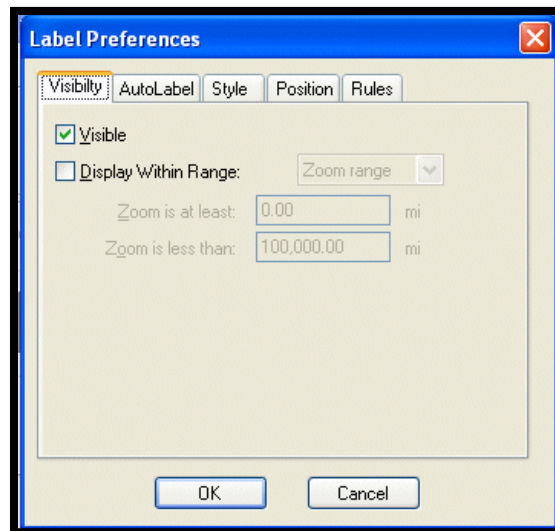 Label Preferences
Visibilty AutoLabel Style Position Rules
Visible
Display Within Range: Zoom range
Zoom is at least: 0.00 mi
Zoom is less than: 100,000.00 mi
OK Cancel